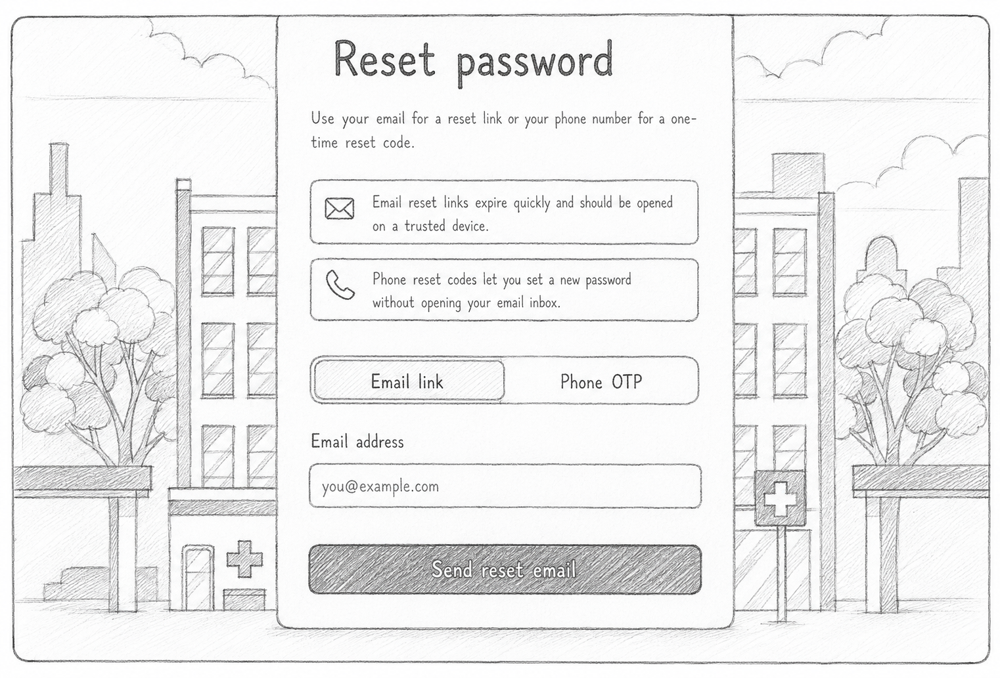 Reset password
Use your email for a reset link or your phone number for a one-
time reset code.
Email reset links expire quickly and should be opened
on a trusted device.
Phone reset codes let you set a new password
without opening your email inbox.
Email link
Phone OTP
Email address
you@example.com
Send reset email